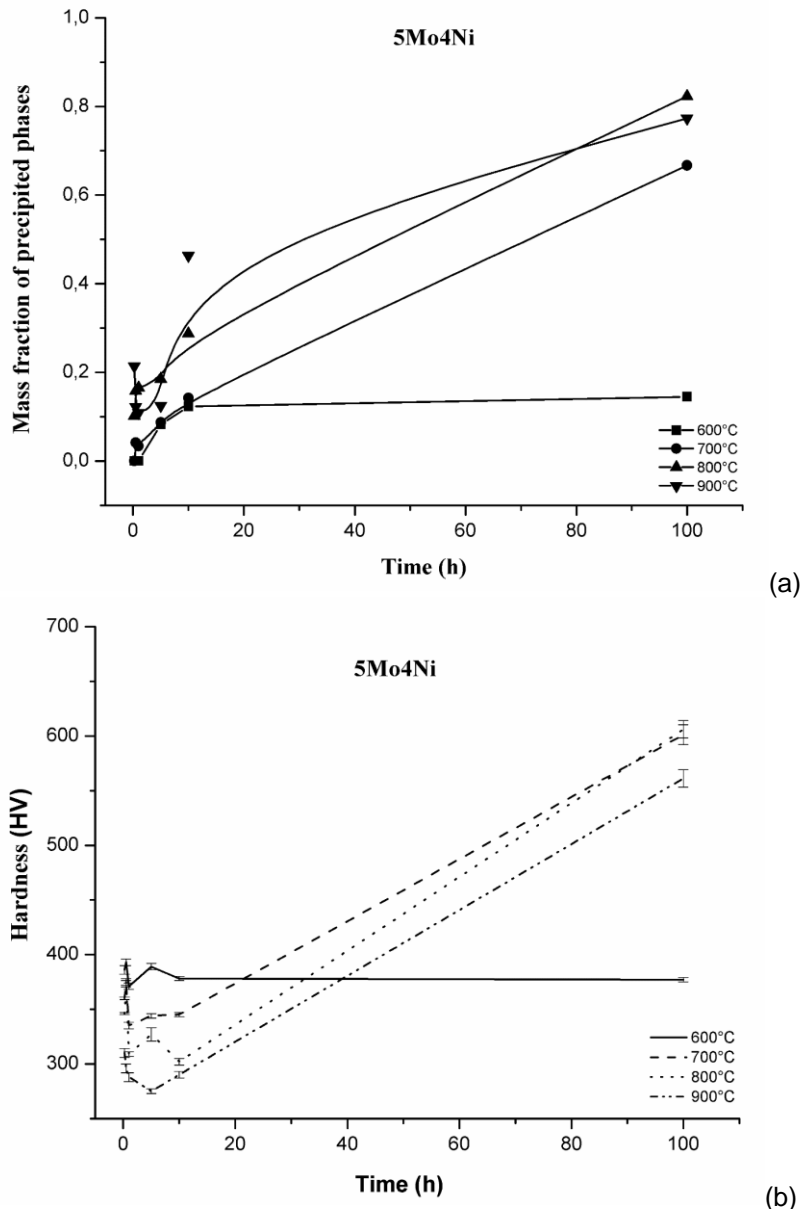 5Mo4Ni
Mass fraction of precipited phases
1,0
0,8
0,6
0,4
0,2
0,0
0
20
40
60
80
100
Time (h)
600°C
700°C
800°C
900°C
(a)
5Mo4Ni
Hardness (HV)
700
600
500
400
300
0
20
40
60
80
100
Time (h)
600°C
700°C
800°C
900°C
(b)